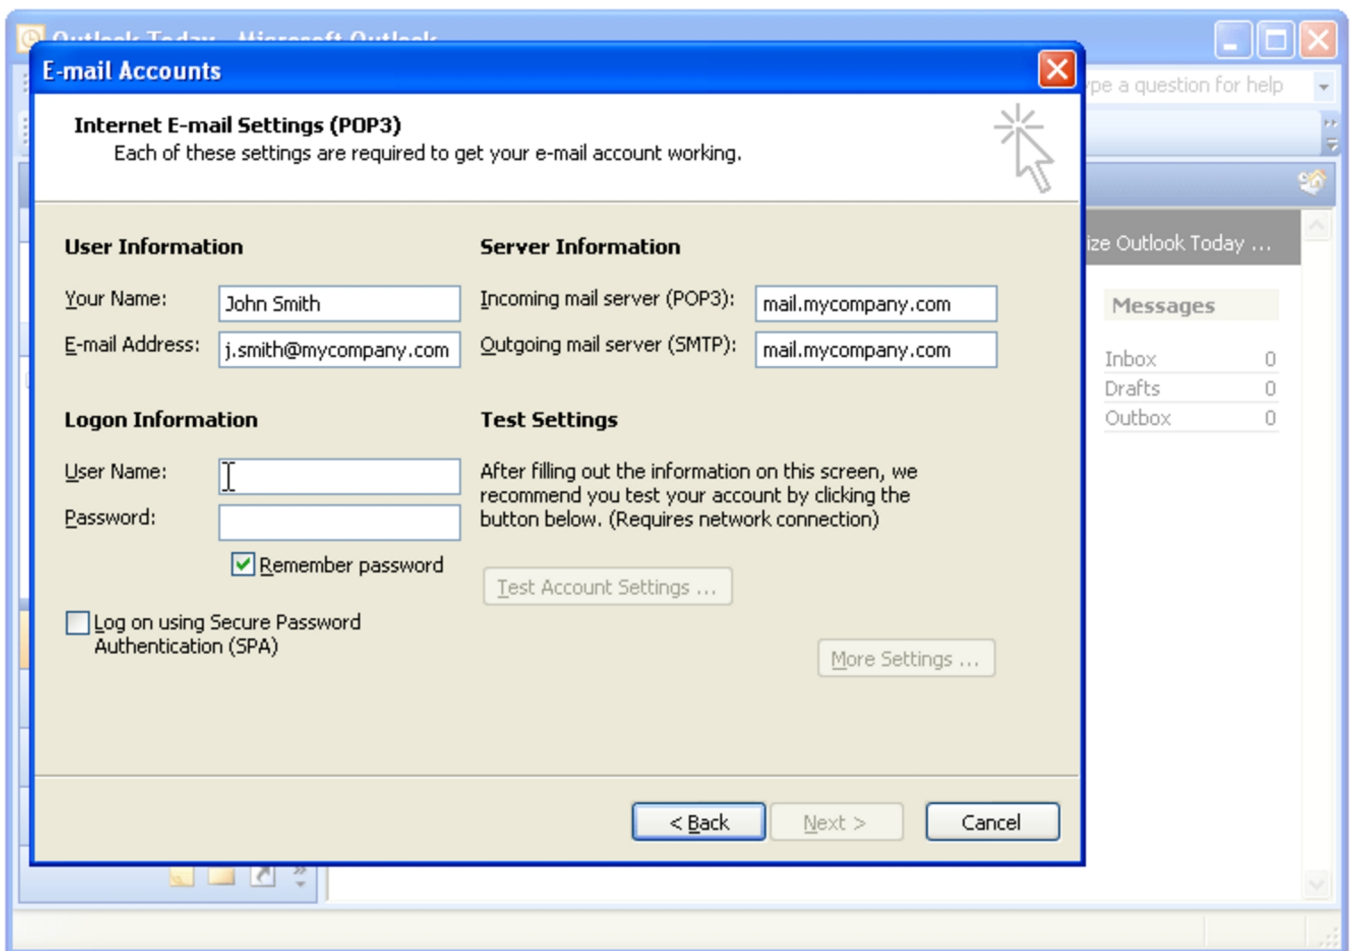 Outlook Today - Microsoft Outlook
E-mail Accounts
ype a question for help
Internet E-mail Settings (POP3)
Each of these settings are required to get your e-mail account working.
ize Outlook Today ...
User Information
Your Name:
John Smith
E-mail Address:
j.smith@mycompany.com
Server Information
Incoming mail server (POP3):
mail.mycompany.com
Outgoing mail server (SMTP):
mail.mycompany.com
Logon Information
User Name:
Password:
Remember password
Log on using Secure Password
Authentication (SPA)
Test Settings
After filling out the information on this screen, we
recommend you test your account by clicking the
button below. (Requires network connection)
Test Account Settings ...
More Settings ...
< Back
Next >
Cancel
Messages
Inbox 0
Drafts 0
Outbox 0